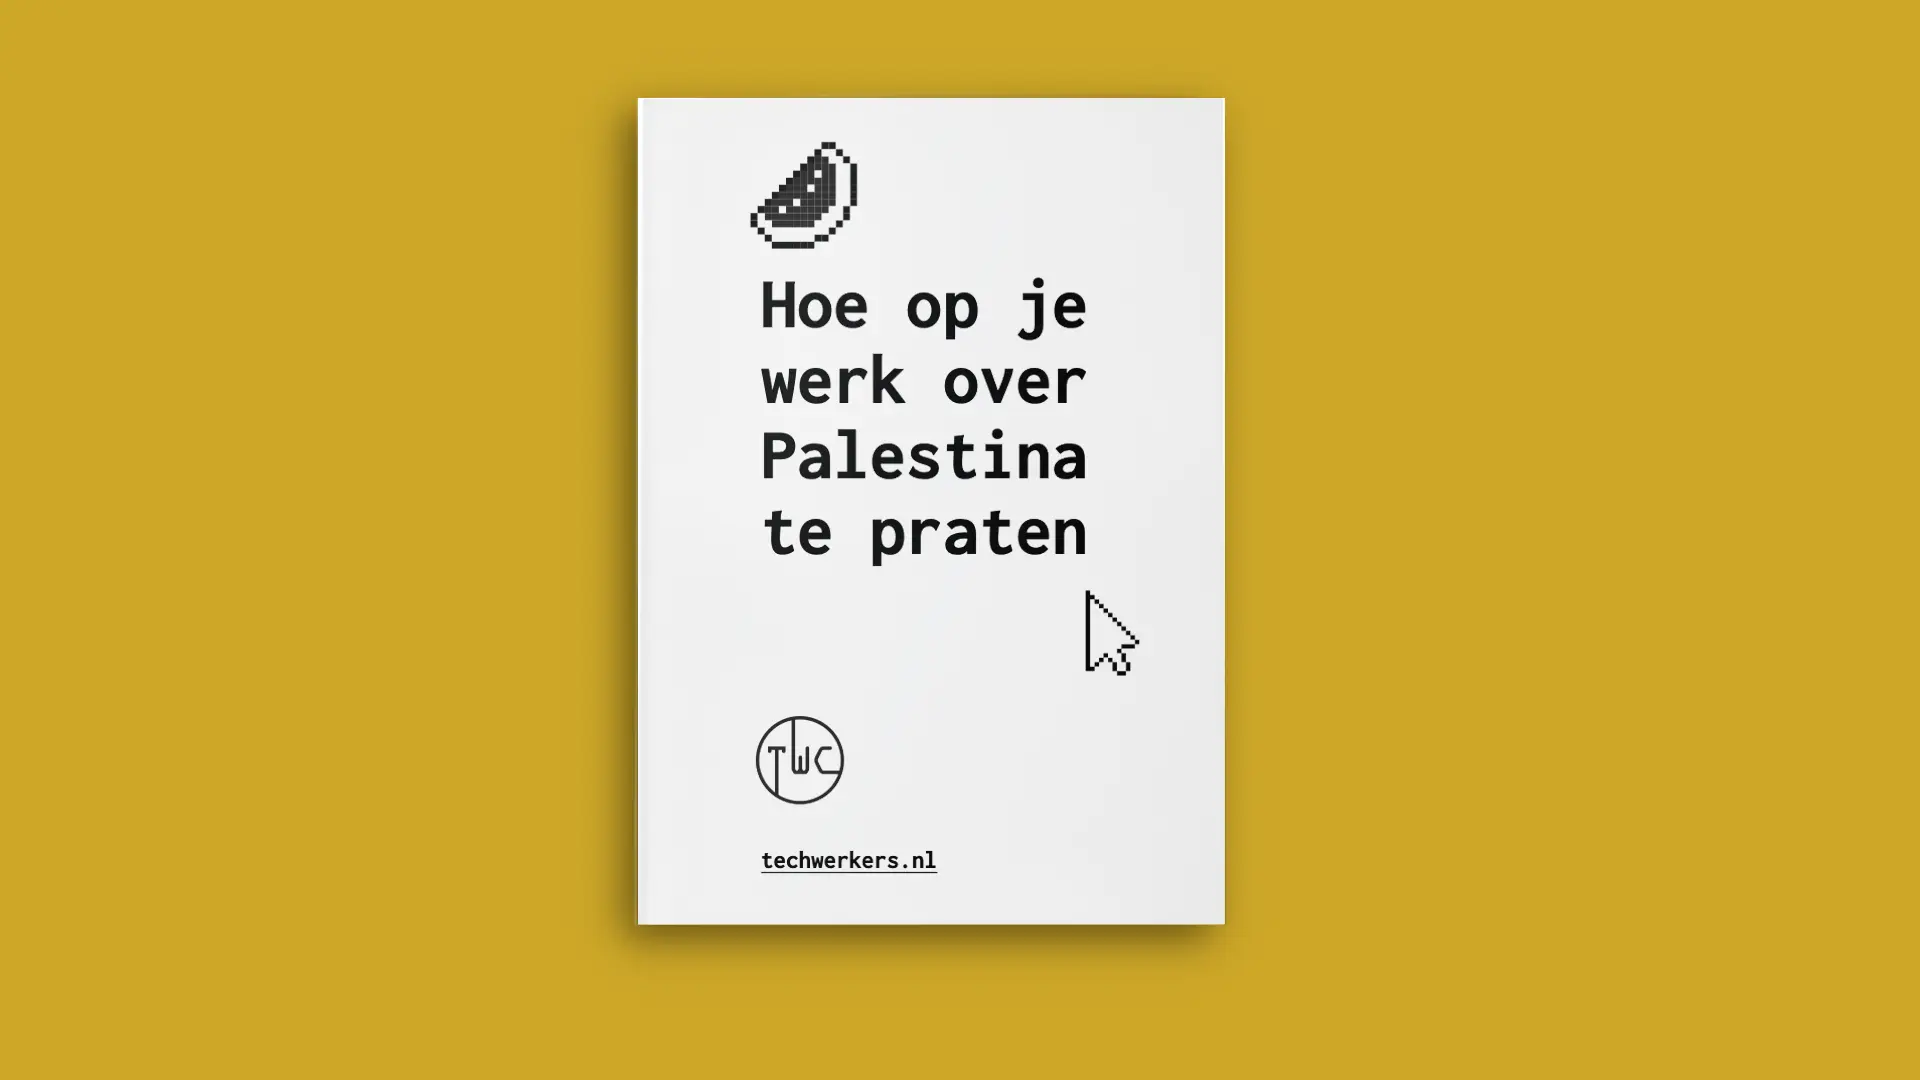 Hoe op je
werk over
Palestina
te praten
TWC
techwerkers.nl